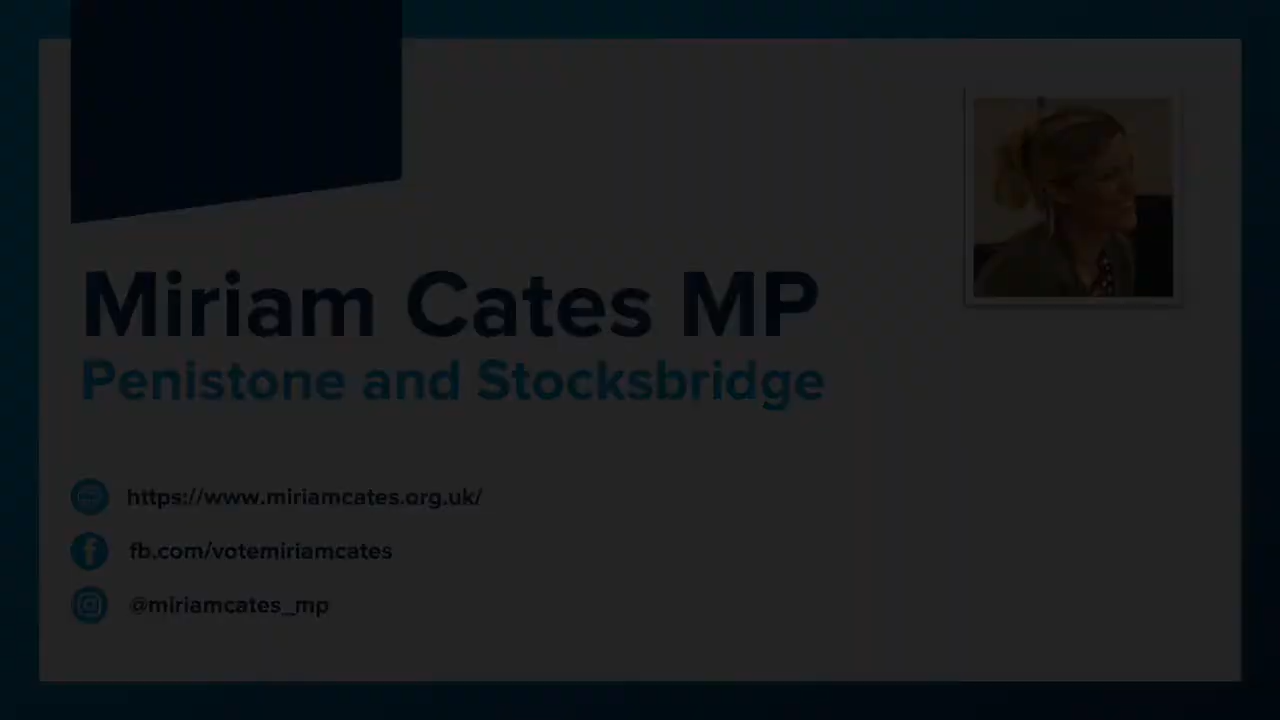 Miriam Cates MP
Penistone and Stocksbridge
https://www.miriamcates.org.uk/
fb.com/votemiriamcates
@miriamcates_mp